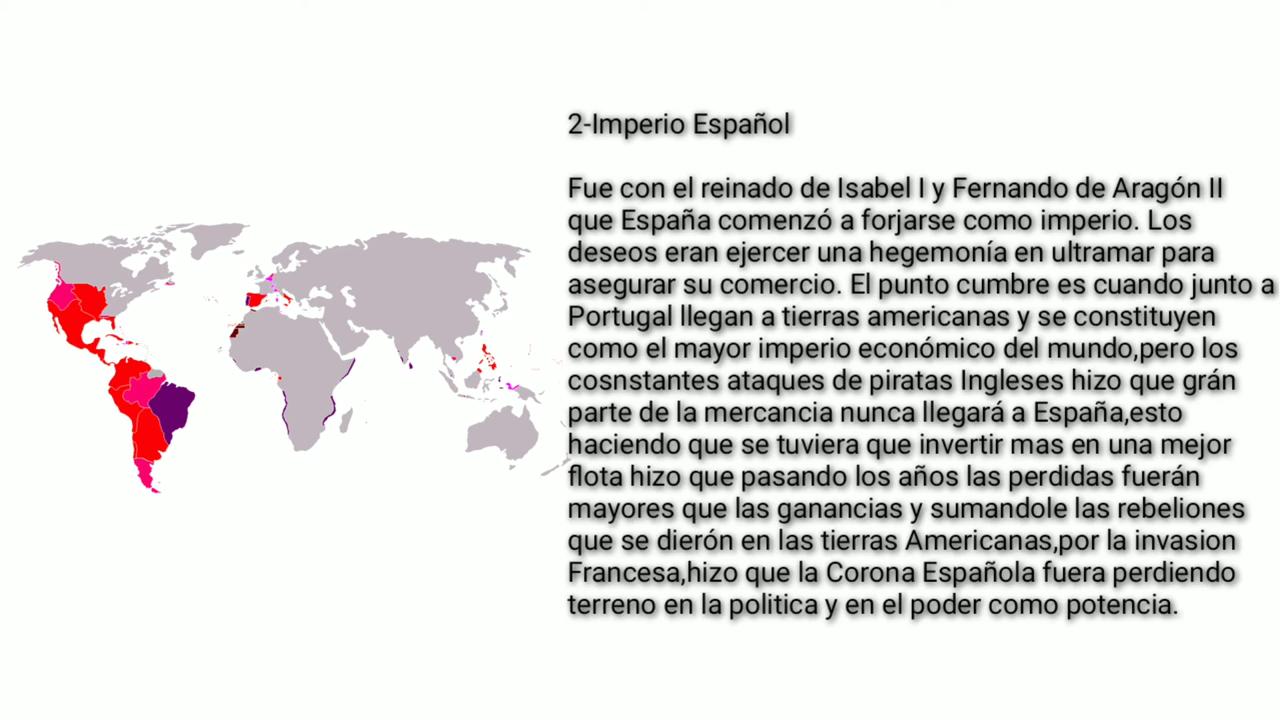 2-Imperio Español
Fue con el reinado de Isabel I y Fernando de Aragón II
que España comenzó a forjarse como imperio. Los
deseos eran ejercer una hegemonía en ultramar para
asegurar su comercio. El punto cumbre es cuando junto a
Portugal llegan a tierras americanas y se constituyen
como el mayor imperio económico del mundo,pero los
cosnstantes ataques de piratas Ingleses hizo que grán
parte de la mercancia nunca llegará a España,esto
haciendo que se tuviera que invertir mas en una mejor
flota hizo que pasando los años las perdidas fuerán
mayores que las ganancias y sumandole las rebeliones
que se dierón en las tierras Americanas,por la invasion
Francesa,hizo que la Corona Española fuera perdiendo
terreno en la politica y en el poder como potencia.